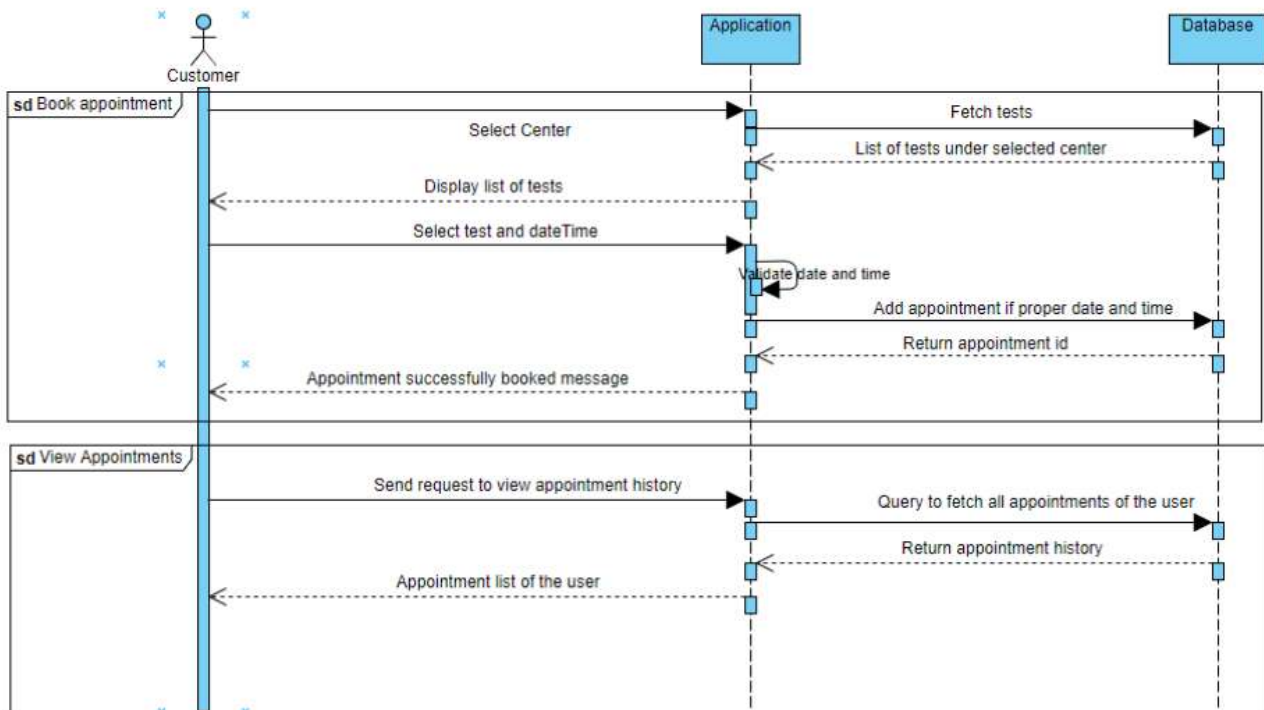 Application
Database
Customer
sd Book appointment
Select Center
Fetch tests
List of tests under selected center
Display list of tests
Select test and dateTime
Validate date and time
Add appointment if proper date and time
Return appointment id
Appointment successfully booked message
sd View Appointments
Send request to view appointment history
Query to fetch all appointments of the user
Return appointment history
Appointment list of the user